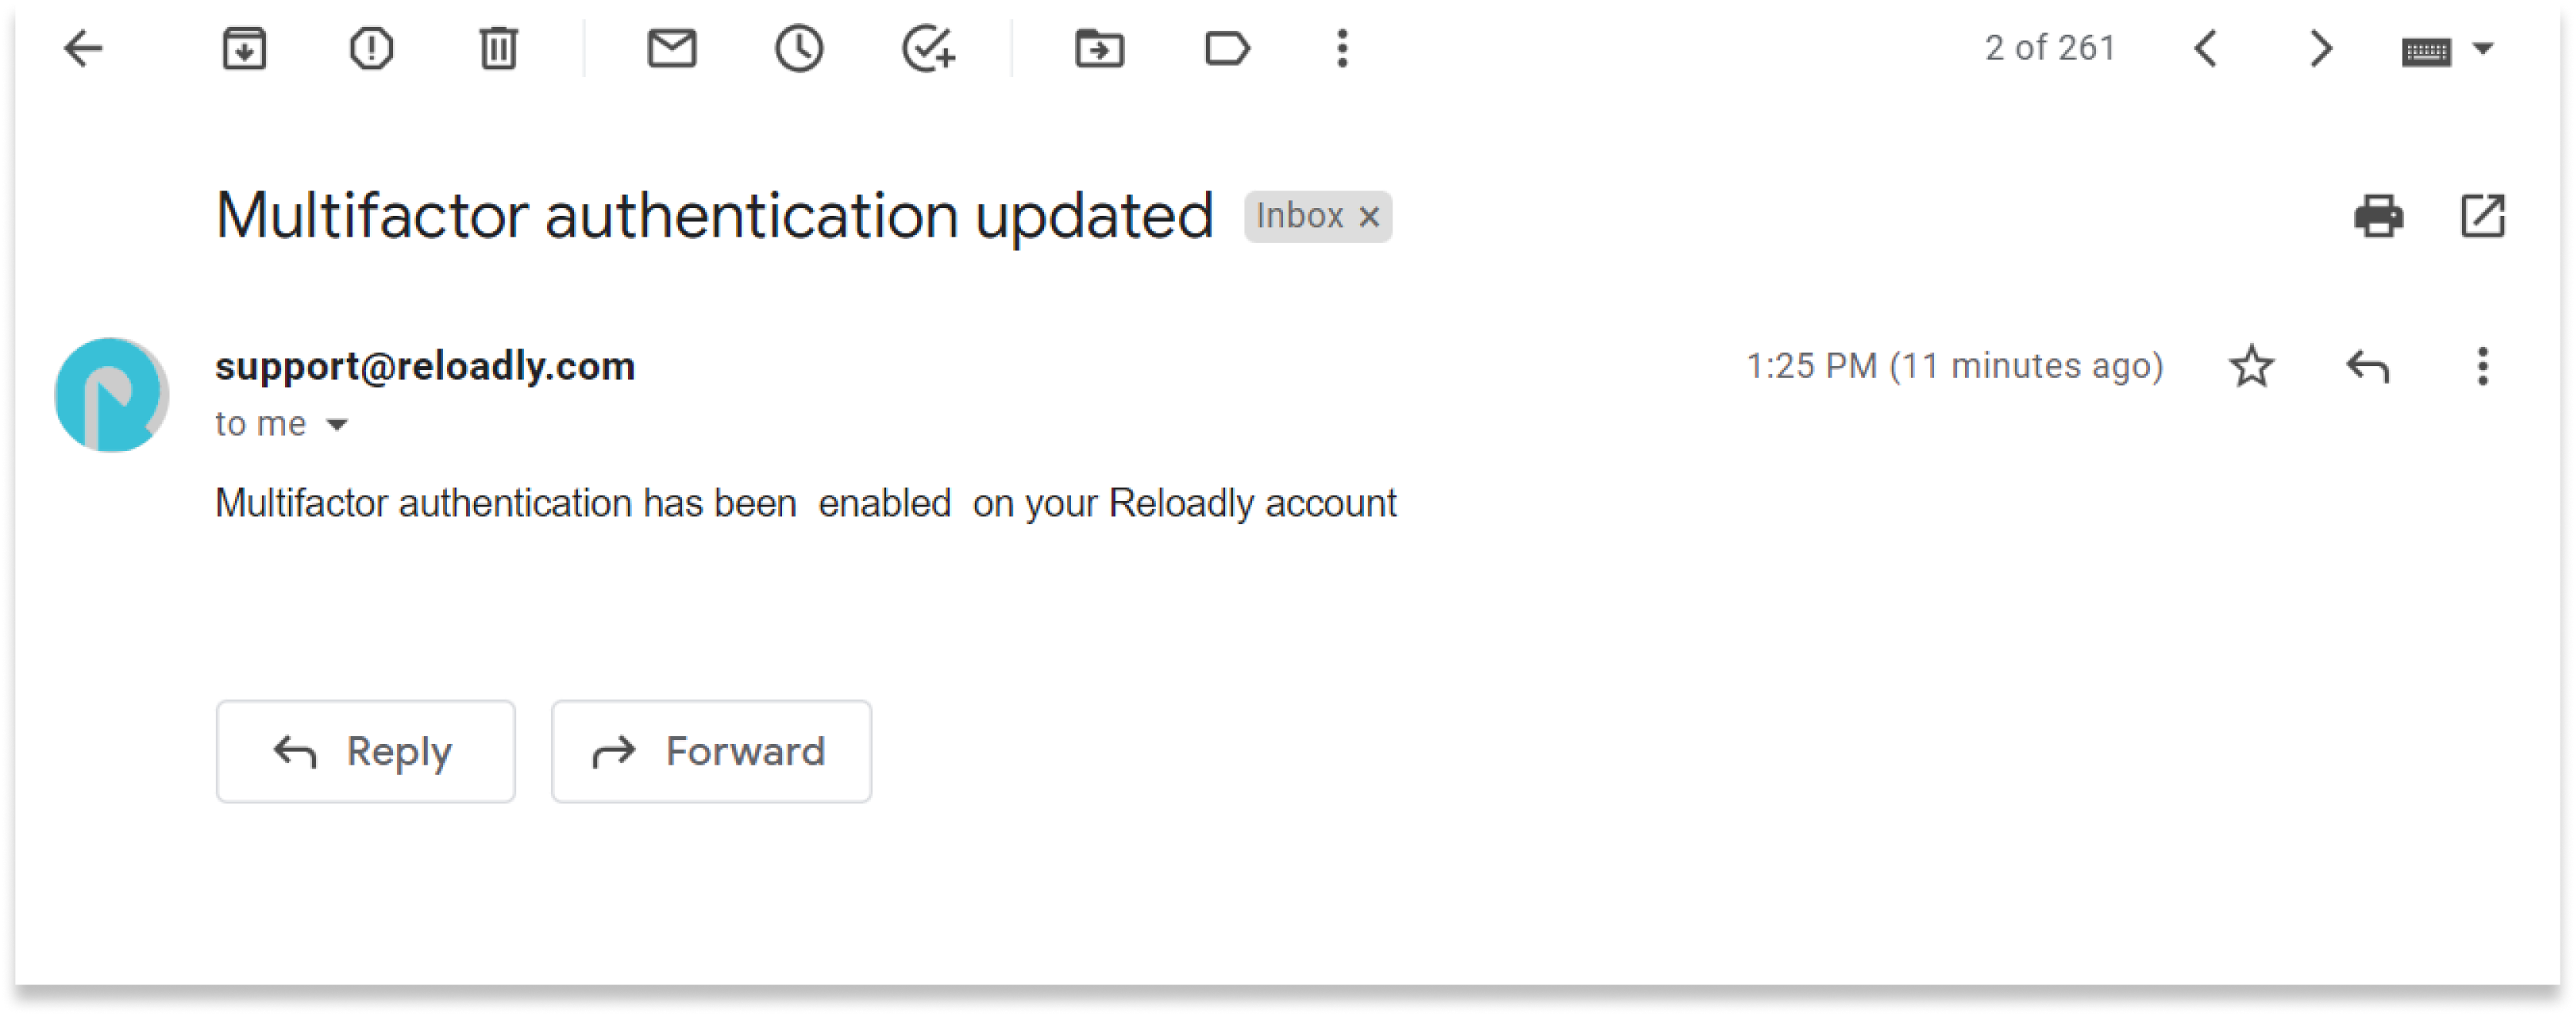 2 of 261
Multifactor authentication updated Inbox ×
support@reloadly.com 1:25 PM (11 minutes ago)
to me
Multifactor authentication has been  enabled  on your Reloadly account
Reply Forward